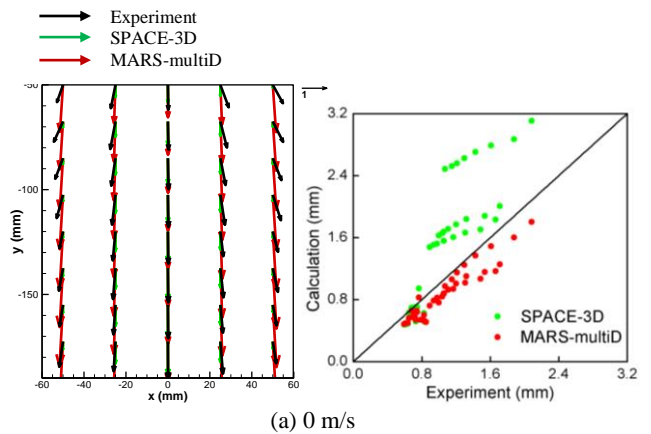 Experiment
SPACE-3D
MARS-multiD
1
-50
-100
-150
y (mm)
-60 -40 -20 0 20 40 60
x (mm)
3.2
2.4
1.6
0.8
0.0
Calculation (mm)
SPACE-3D
MARS-multiD
0.0 0.8 1.6 2.4 3.2
Experiment (mm)
(a) 0 m/s